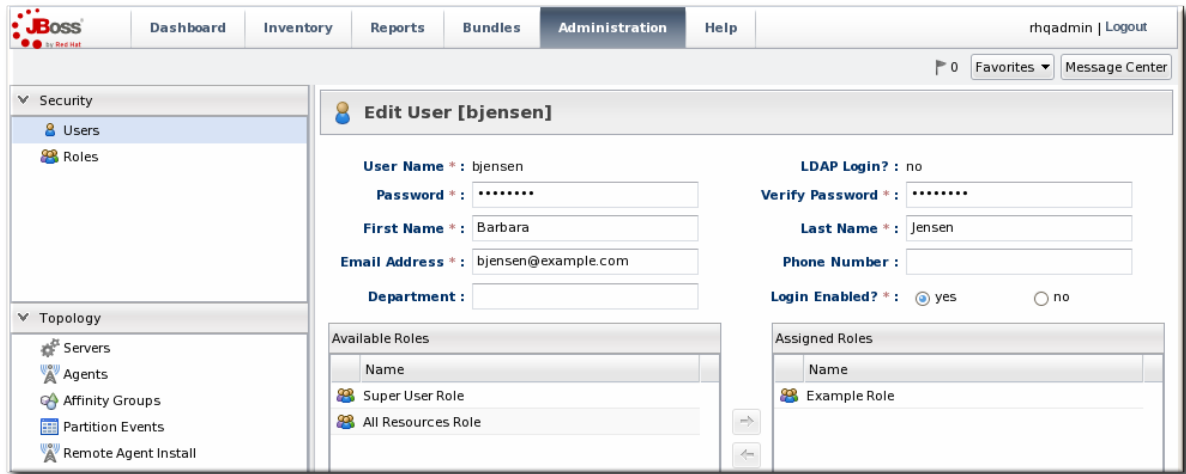 JBoss
by Red Hat
Dashboard
Inventory
Reports
Bundles
Administration
Help
rhqadmin | Logout
0
Favorites
Message Center
Security
Users
Roles
Topology
Servers
Agents
Affinity Groups
Partition Events
Remote Agent Install
Edit User [bjensen]
User Name * : bjensen
LDAP Login? : no
Password * : ••••••••
Verify Password * : ••••••••
First Name * : Barbara
Last Name * : Jensen
Email Address * : bjensen@example.com
Phone Number :
Department :
Login Enabled? * : yes no
Available Roles
Name
Super User Role
All Resources Role
Assigned Roles
Name
Example Role